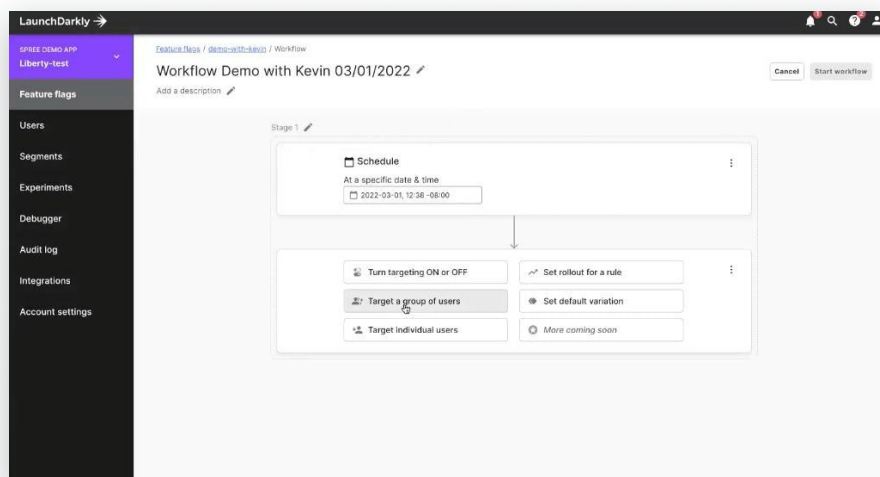 LaunchDarkly
1
2
SPREE DEMO APP
Liberty-test
Feature flags
Users
Segments
Experiments
Debugger
Audit log
Integrations
Account settings
Feature flags / demo-with-kevin / Workflow
Workflow Demo with Kevin 03/01/2022
Add a description
Cancel
Start workflow
Stage 1
Schedule
At a specific date & time
2022-03-01, 12:38 -08:00
Turn targeting ON or OFF
Set rollout for a rule
Target a group of users
Set default variation
Target individual users
More coming soon